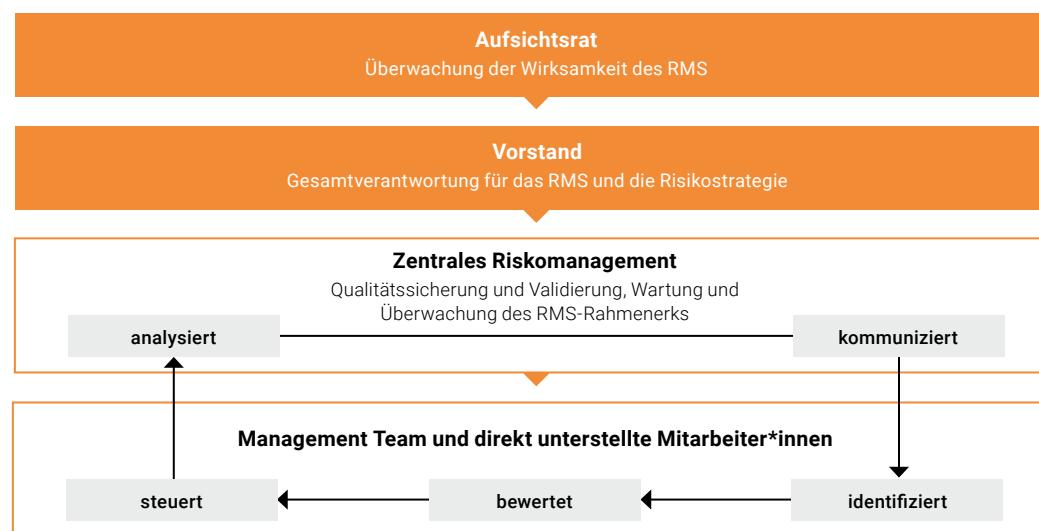 Aufsichtsrat
Überwachung der Wirksamkeit des RMS
Vorstand
Gesamtverantwortung für das RMS und die Risikostrategie
Zentrales Riskomanagement
Qualitätssicherung und Validierung, Wartung und
Überwachung des RMS-Rahmenerks
analysiert
kommuniziert
Management Team und direkt unterstellte Mitarbeiter*innen
steuert
bewertet
identifiziert